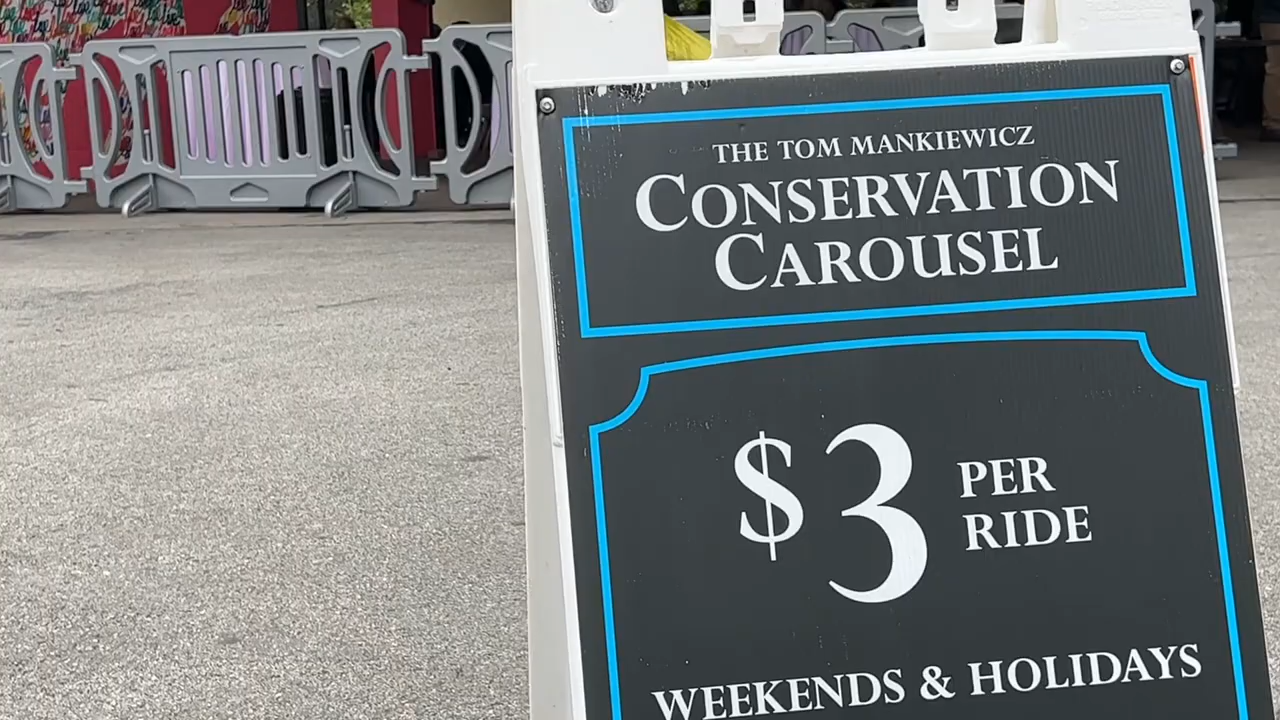 THE TOM MANKIEWICZ
CONSERVATION
CAROUSEL
$3 PER
RIDE
WEEKENDS & HOLIDAYS